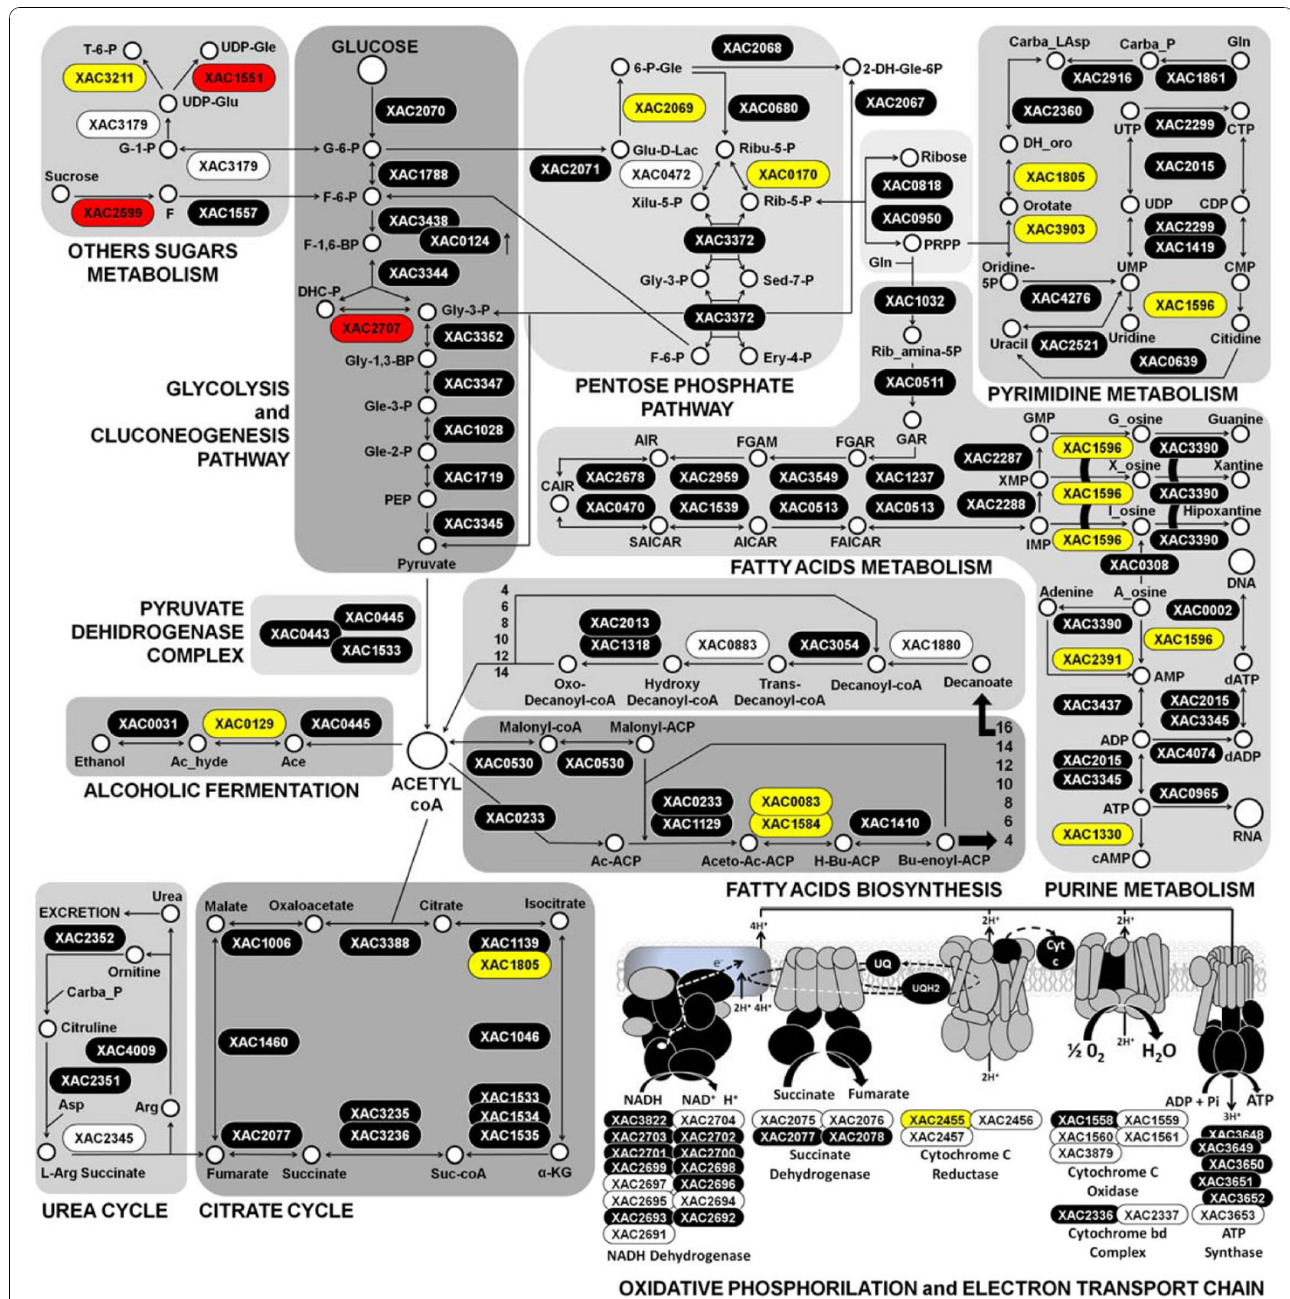 T-6-P
UDP-Gle
XAC3211
XAC1551
UDP-Glu
XAC3179
G-1-P
XAC3179
Sucrose
XAC2599
F
XAC1557
OTHERS SUGARS
METABOLISM
GLUCOSE
XAC2070
G-6-P
XAC1788
F-6-P
XAC3438
XAC0124
F-1,6-BP
XAC3344
DHC-P
Gly-3-P
XAC2707
XAC3352
Gly-1,3-BP
XAC3347
Gle-3-P
XAC1028
Gle-2-P
XAC1719
PEP
XAC3345
Pyruvate
GLYCOLYSIS
and
CLUCONEOGENESIS
PATHWAY
XAC2068
6-P-Gle
2-DH-Gle-6P
XAC2069
XAC0680
XAC2067
Glu-D-Lac
Ribu-5-P
XAC2071
XAC0472
XAC0170
Xilu-5-P
Rib-5-P
XAC3372
Gly-3-P
Sed-7-P
XAC3372
F-6-P
Ery-4-P
PENTOSE PHOSPHATE
PATHWAY
Ribose
XAC0818
XAC0950
PRPP
Gln
XAC1032
Rib_amina-5P
XAC0511
GAR
Carba_LAsp
Carba_P
Gln
XAC2916
XAC1861
XAC2360
UTP
XAC2299
CTP
DH_oro
XAC2015
XAC1805
Orotate
UDP
CDP
XAC3903
XAC2299
XAC1419
Oridine-
5P
UMP
CMP
XAC4276
XAC1596
Uracil
XAC2521
Uridine
Citidine
XAC0639
PYRIMIDINE METABOLISM
AIR
FGAM
FGAR
CAIR
XAC2678
XAC2959
XAC3549
XAC1237
XAC0470
XAC1539
XAC0513
XAC0513
SAICAR
AICAR
FAICAR
FATTY ACIDS METABOLISM
GMP
G_osine
Guanine
XAC2287
XAC1596
XAC3390
XMP
X_osine
Xantine
XAC2288
XAC1596
XAC3390
IMP
I_osine
Hipoxantine
XAC1596
XAC3390
XAC0308
DNA
Adenine
A_osine
XAC0002
XAC3390
XAC1596
XAC2391
AMP
dATP
XAC3437
XAC2015
XAC3345
ADP
XAC4074
dADP
XAC2015
XAC3345
ATP
XAC0965
XAC1330
RNA
cAMP
PURINE METABOLISM
PYRUVATE
DEHIDROGENASE
COMPLEX
XAC0445
XAC0443
XAC1533
4
6
8
10
12
14
XAC2013
XAC1318
XAC0883
XAC3054
XAC1880
Oxo-
Decanoyl-coA
Hydroxy
Decanoyl-coA
Trans-
Decanoyl-coA
Decanoyl-coA
Decanoate
XAC0031
XAC0129
XAC0445
Ethanol
Ac_hyde
Ace
ALCOHOLIC FERMENTATION
ACETYL
coA
Malonyl-coA
Malonyl-ACP
XAC0530
XAC0530
XAC0233
XAC0233
XAC1129
XAC0083
XAC1584
XAC1410
Ac-ACP
Aceto-Ac-ACP
H-Bu-ACP
Bu-enoyl-ACP
16
14
12
10
8
6
4
FATTY ACIDS BIOSYNTHESIS
Urea
EXCRETION
XAC2352
Ornitine
Carba_P
Citruline
XAC4009
XAC2351
Asp
Arg
XAC2345
L-Arg Succinate
UREA CYCLE
Malate
Oxaloacetate
Citrate
Isocitrate
XAC1006
XAC3388
XAC1139
XAC1805
XAC1460
XAC1046
XAC2077
XAC3235
XAC3236
XAC1533
XAC1534
XAC1535
Fumarate
Succinate
Suc-coA
α-KG
CITRATE CYCLE
4H⁺
2H⁺
2H⁺
e⁻
UQ
UQH2
Cyt
c
2H⁺
4H⁺
2H⁺
2H⁺
½ O₂
H₂O
NADH
NAD⁺
H⁺
Succinate
Fumarate
ADP + Pi
ATP
3H⁺
XAC3822
XAC2704
XAC2703
XAC2702
XAC2701
XAC2700
XAC2699
XAC2698
XAC2697
XAC2696
XAC2695
XAC2694
XAC2693
XAC2692
XAC2691
NADH Dehydrogenase
XAC2075
XAC2076
XAC2077
XAC2078
Succinate
Dehydrogenase
XAC2455
XAC2456
XAC2457
Cytochrome C
Reductase
XAC1558
XAC1559
XAC1560
XAC1561
XAC3879
Cytochrome C
Oxidase
XAC2336
XAC2337
Cytochrome bd
Complex
XAC3648
XAC3649
XAC3650
XAC3651
XAC3652
XAC3653
ATP
Synthase
OXIDATIVE PHOSPHORILATION and ELECTRON TRANSPORT CHAIN